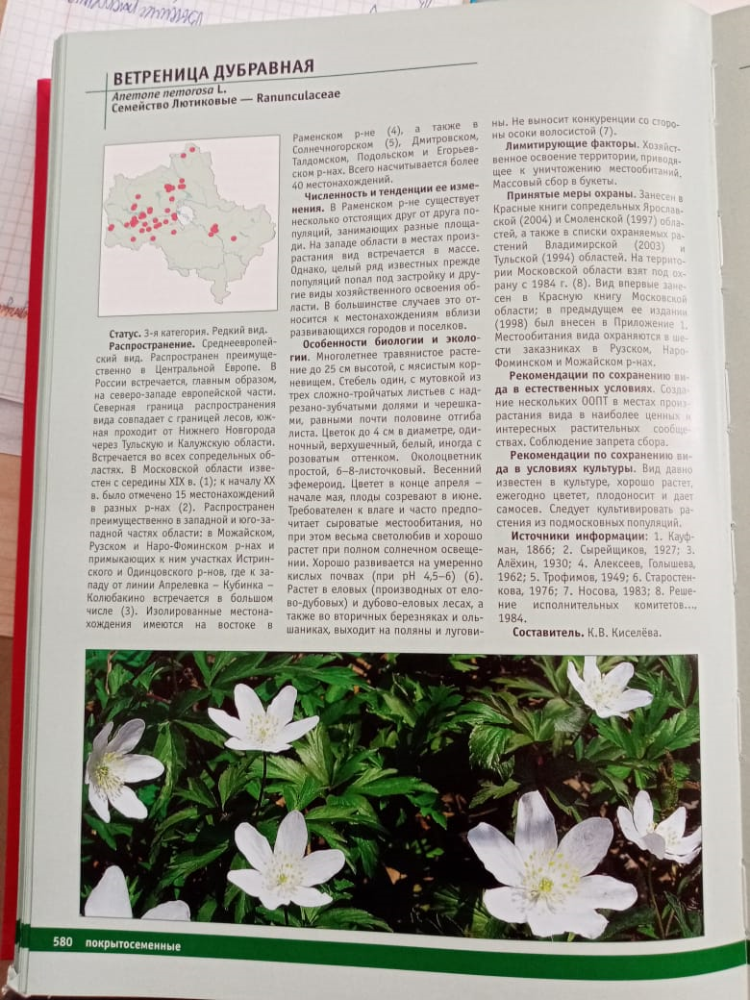 ВЕТРЕНИЦА ДУБРАВНАЯ
Anemone nemorosa L.
Семейство Лютиковые — Ranunculaceae
Статус. 3-я категория. Редкий вид.
Распространение. Среднеевропей-
ский вид. Распространен преимуще-
ственно в Центральной Европе. В
России встречается, главным образом,
на северо-западе европейской части.
Северная граница распространения
вида совпадает с границей лесов, юж-
ная проходит от Нижнего Новгорода
через Тульскую и Калужскую области.
Встречается во всех сопредельных об-
ластях. В Московской области изве-
стен с середины XIX в. (1); к началу XX
в. было отмечено 15 местонахождений
в разных р-нах (2). Распространен
преимущественно в западной и юго-за-
падной частях области: в Можайском,
Рузском и Наро-Фоминском р-нах и
примыкающих к ним участках Истрин-
ского и Одинцовского р-нов, где к за-
паду от линии Апрелевка – Кубинка –
Колюбакино встречается в большом
числе (3). Изолированные местона-
хождения имеются на востоке в
Раменском р-не (4), а также в
Солнечногорском (5), Дмитровском,
Талдомском, Подольском и Егорьев-
ском р-нах. Всего насчитывается более
40 местонахождений.
Численность и тенденции ее изме-
нения. В Раменском р-не существует
несколько отстоящих друг от друга по-
пуляций, занимающих разные площа-
ди. На западе области в местах произ-
растания вид встречается в массе.
Однако, целый ряд известных прежде
популяций попал под застройку и дру-
гие виды хозяйственного освоения об-
ласти. В большинстве случаев это от-
носится к местонахождениям вблизи
развивающихся городов и поселков.
Особенности биологии и эколо-
гии. Многолетнее травянистое расте-
ние до 25 см высотой, с мясистым кор-
невищем. Стебель один, с мутовкой из
трех сложно-тройчатых листьев с над-
резано-зубчатыми долями и черешка-
ми, равными почти половине отгиба
листа. Цветок до 4 см в диаметре, оди-
ночный, верхушечный, белый, иногда с
розоватым оттенком. Околоцветник
простой, 6–8-листочковый. Весенний
эфемероид. Цветет в конце апреля –
начале мая, плоды созревают в июне.
Требователен к влаге и часто предпо-
читает сыроватые местообитания, но
при этом весьма светолюбив и хорошо
растет при полном солнечном освеще-
нии. Хорошо развивается на умеренно
кислых почвах (при pH 4,5–6) (6).
Растет в еловых (производных от ело-
во-дубовых) и дубово-еловых лесах, а
также во вторичных березняках и оль-
шаниках, выходит на поляны и лугови-
ны. Не выносит конкуренции со сторо-
ны осоки волосистой (7).
Лимитирующие факторы. Хозяйст-
венное освоение территории, приводя-
щее к уничтожению местообитаний.
Массовый сбор в букеты.
Принятые меры охраны. Занесен в
Красные книги сопредельных Ярослав-
ской (2004) и Смоленской (1997) обла-
стей, а также в списки охраняемых ра-
стений Владимирской (2003) и
Тульской (1994) областей. На террито-
рии Московской области взят под ох-
рану с 1984 г. (8). Вид впервые зане-
сен в Красную книгу Московской
области; в предыдущем ее издании
(1998) был внесен в Приложение 1.
Местообитания вида охраняются в ше-
сти заказниках в Рузском, Наро-
Фоминском и Можайском р-нах.
Рекомендации по сохранению ви-
да в естественных условиях. Созда-
ние нескольких ООПТ в местах произ-
растания вида в наиболее ценных и
интересных растительных сообще-
ствах. Соблюдение запрета сбора.
Рекомендации по сохранению ви-
да в условиях культуры. Вид давно
известен в культуре, хорошо растет,
ежегодно цветет, плодоносит и дает
самосев. Следует культивировать ра-
стения из подмосковных популяций.
Источники информации: 1. Кауф-
ман, 1866; 2. Сырейщиков, 1927; 3.
Алёхин, 1930; 4. Алексеев, Голышева,
1962; 5. Трофимов, 1949; 6. Старостен-
кова, 1976; 7. Носова, 1983; 8. Реше-
ние исполнительных комитетов...,
1984.
Составитель. К.В. Киселёва.
580 покрытосеменные